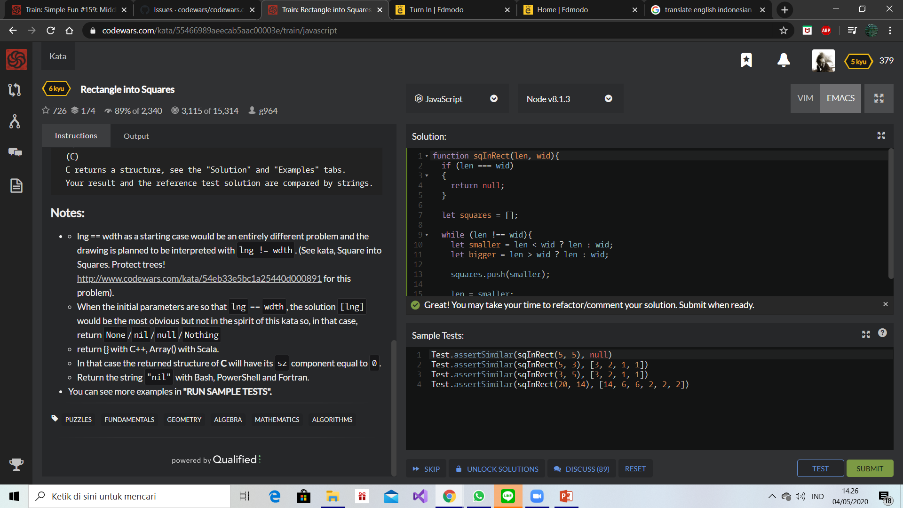 Train: Simple Fun #159: Midd
Issues · codewars/codewars.
Train: Rectangle into Squares
Turn In | Edmodo
Home | Edmodo
translate english indonesian
codewars.com/kata/55466989aeecab5aac00003e/train/javascript
Kata
5 kyu 379
6 kyu Rectangle into Squares
726 174 89% of 2,340 3,115 of 15,314 g964
JavaScript
Node v8.1.3
VIM EMACS
Instructions Output
(C)
C returns a structure, see the "Solution" and "Examples" tabs.
Your result and the reference test solution are compared by strings.
Notes:
lng == wdth as a starting case would be an entirely different problem and the
drawing is planned to be interpreted with lng != wdth. (See kata, Square into
Squares. Protect trees!
http://www.codewars.com/kata/54eb33e5bc1a25440d000891 for this
problem).
When the initial parameters are so that lng == wdth, the solution [lng]
would be the most obvious but not in the spirit of this kata so, in that case,
return None/nil/null/Nothing
return {} with C++, Array() with Scala.
In that case the returned structure of C will have its sz component equal to 0.
Return the string "nil" with Bash, PowerShell and Fortran.
You can see more examples in "RUN SAMPLE TESTS".
PUZZLES FUNDAMENTALS GEOMETRY ALGEBRA MATHEMATICS ALGORITHMS
powered by Qualified
Solution:
1 function sqInRect(len, wid){
2 if (len === wid)
3 {
4 return null;
5 }
6
7 let squares = [];
8
9 while (len !== wid){
10 let smaller = len < wid ? len : wid;
11 let bigger = len > wid ? len : wid;
12
13 squares.push(smaller);
14
15 len = smaller;
Great! You may take your time to refactor/comment your solution. Submit when ready.
Sample Tests:
1 Test.assertSimilar(sqInRect(5, 5), null)
2 Test.assertSimilar(sqInRect(5, 3), [3, 2, 1, 1])
3 Test.assertSimilar(sqInRect(3, 5), [3, 2, 1, 1])
4 Test.assertSimilar(sqInRect(20, 14), [14, 6, 6, 2, 2, 2])
SKIP UNLOCK SOLUTIONS DISCUSS (89) RESET TEST SUBMIT
Ketik di sini untuk mencari
IND
14.26
04/05/2020
18